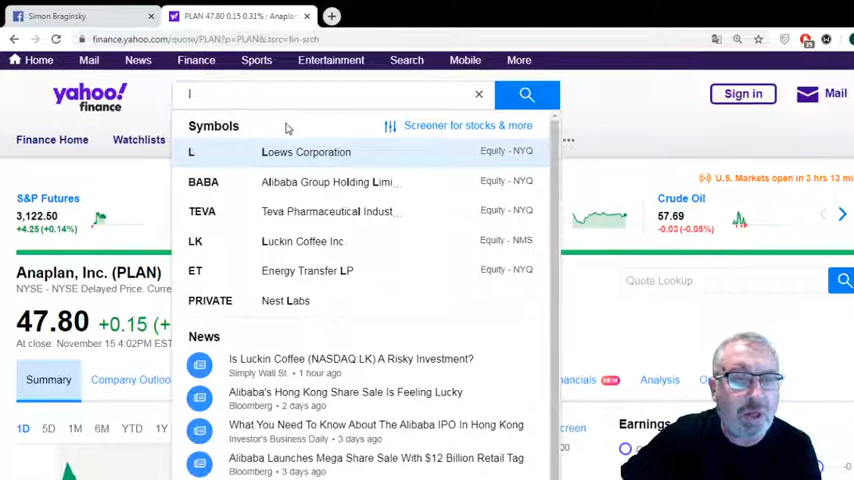 Simon Braginsky
PLAN 47.80 0.15 0.31% : Anaplan
finance.yahoo.com/quote/PLAN?p=PLAN&.tsrc=fin-srch
Home Mail News Finance Sports Entertainment Search Mobile More
yahoo!
finance
l
Sign in Mail
Symbols Screener for stocks & more
Finance Home Watchlists
L Loews Corporation Equity - NYQ
BABA Alibaba Group Holding Limi... Equity - NYQ
TEVA Teva Pharmaceutical Indust... Equity - NYQ
LK Luckin Coffee Inc. Equity - NMS
ET Energy Transfer LP Equity - NYQ
PRIVATE Nest Labs
U.S. Markets open in 3 hrs 13 min
S&P Futures
3,122.50
+4.25 (+0.14%)
Crude Oil
57.69
-0.03 (-0.05%)
Anaplan, Inc. (PLAN)
NYSE - NYSE Delayed Price.
47.80 +0.15 (+
At close: November 15 4:02PM EST
Quote Lookup
Summary Company Outloo
NEW Analysis
1D 5D 1M 6M YTD 1Y
Earnings
News
Is Luckin Coffee (NASDAQ:LK) A Risky Investment?
Simply Wall St. • 1 hour ago
Alibaba's Hong Kong Share Sale Is Feeling Lucky
Bloomberg • 2 days ago
What You Need To Know About The Alibaba IPO In Hong Kong
Investor's Business Daily • 3 days ago
Alibaba Launches Mega Share Sale With $12 Billion Retail Tag
Bloomberg • 3 days ago